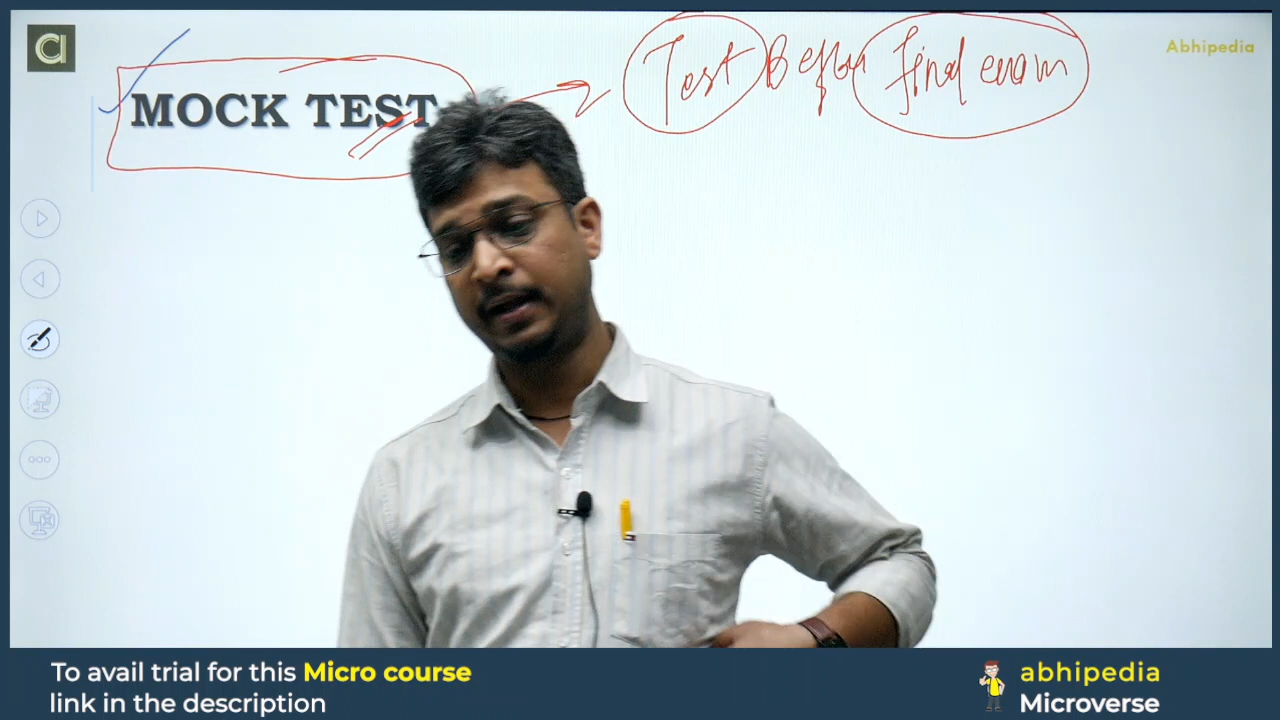 Abhipedia
MOCK TEST
Test Before final exam
To avail trial for this Micro course
link in the description
abhipedia
Microverse